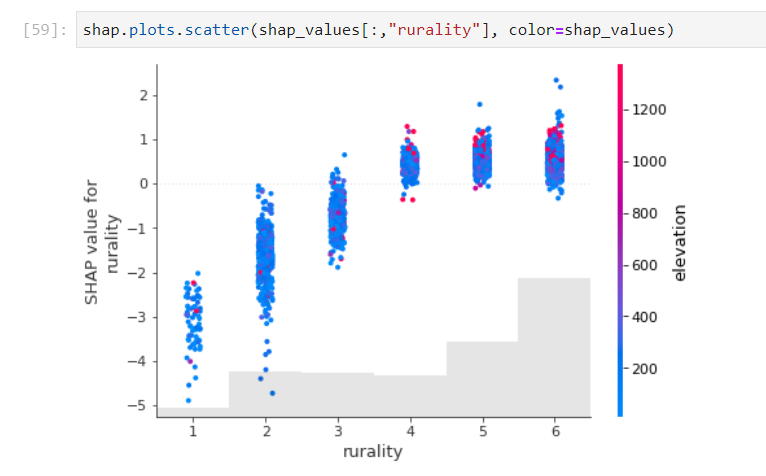 [59]: shap.plots.scatter(shap_values[:,"rurality"], color=shap_values)
2
1
0
−1
−2
−3
−4
−5
SHAP value for
rurality
1 2 3 4 5 6
rurality
1200
1000
800
600
400
200
elevation